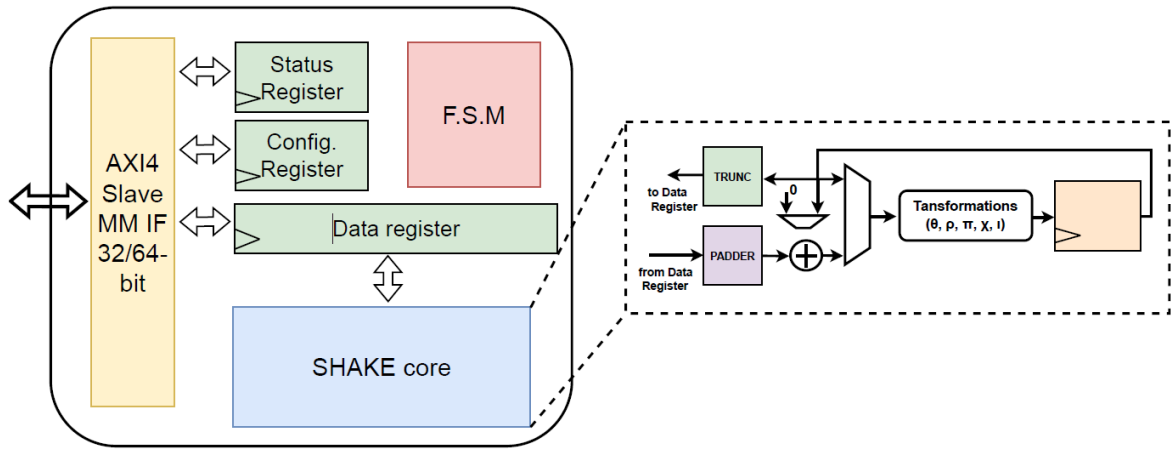 AXI4
Slave
MM IF
32/64-
bit
Status
Register
Config.
Register
Data register
F.S.M
SHAKE core
TRUNC
to Data
Register
0
PADDER
from Data
Register
Tansformations
(θ, ρ, π, χ, ι)